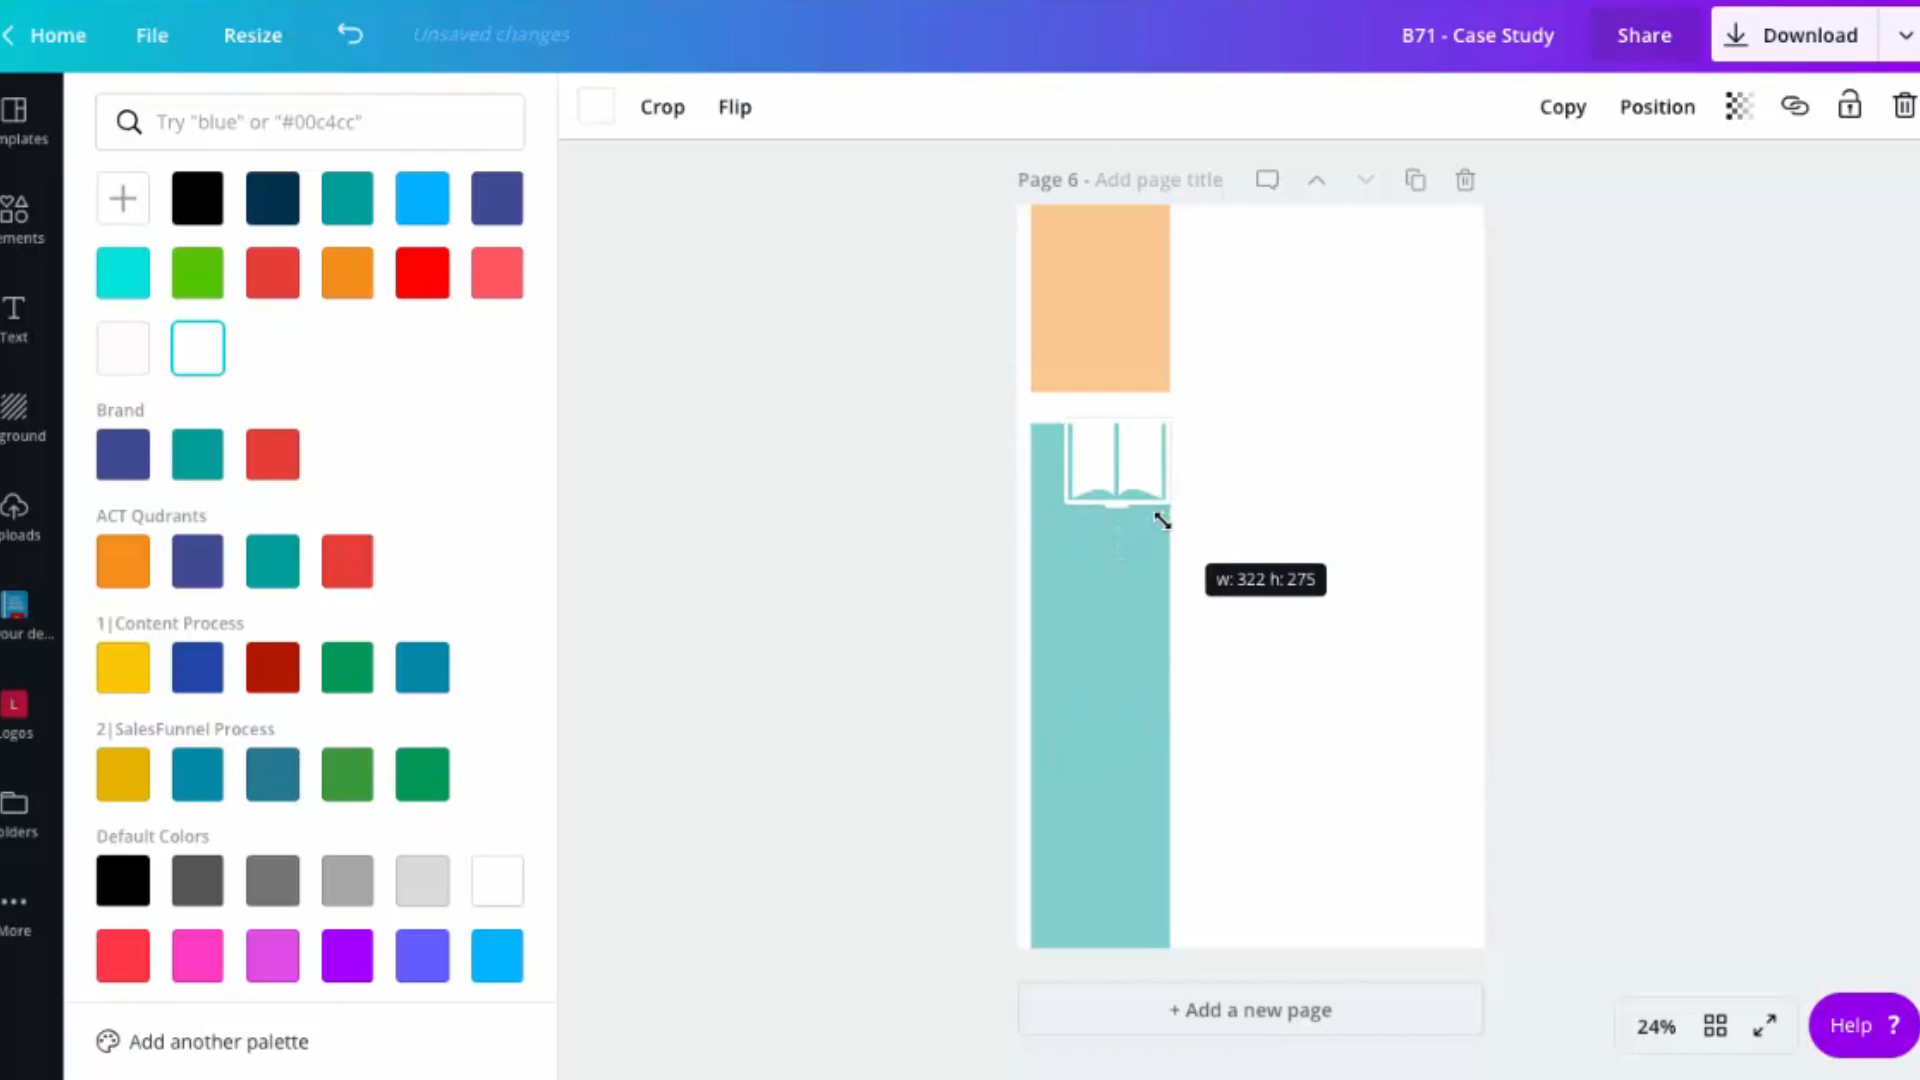 Home File Resize Unsaved changes B71 - Case Study Share Download
Try "blue" or "#00c4cc"
Crop Flip Copy Position
mplates
ements
Text
ground
ploads
our de...
L
ogos
olders
More
Brand
ACT Qudrants
1|Content Process
2|SalesFunnel Process
Default Colors
Add another palette
Page 6 - Add page title
w: 322 h: 275
+ Add a new page
24%
Help ?